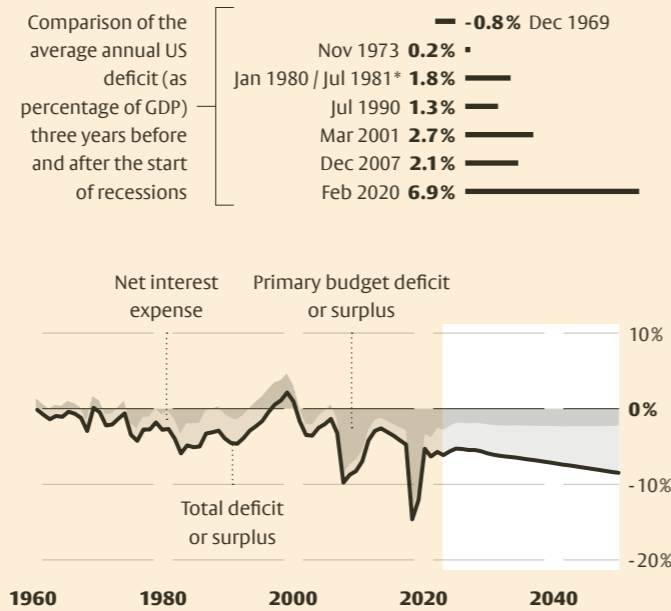 Comparison of the
average annual US
deficit (as
percentage of GDP)
three years before
and after the start
of recessions
-0.8% Dec 1969
Nov 1973 0.2%
Jan 1980 / Jul 1981* 1.8%
Jul 1990 1.3%
Mar 2001 2.7%
Dec 2007 2.1%
Feb 2020 6.9%
Net interest
expense
Primary budget deficit
or surplus
10%
0%
-10%
Total deficit
or surplus
-20%
1960 1980 2000 2020 2040